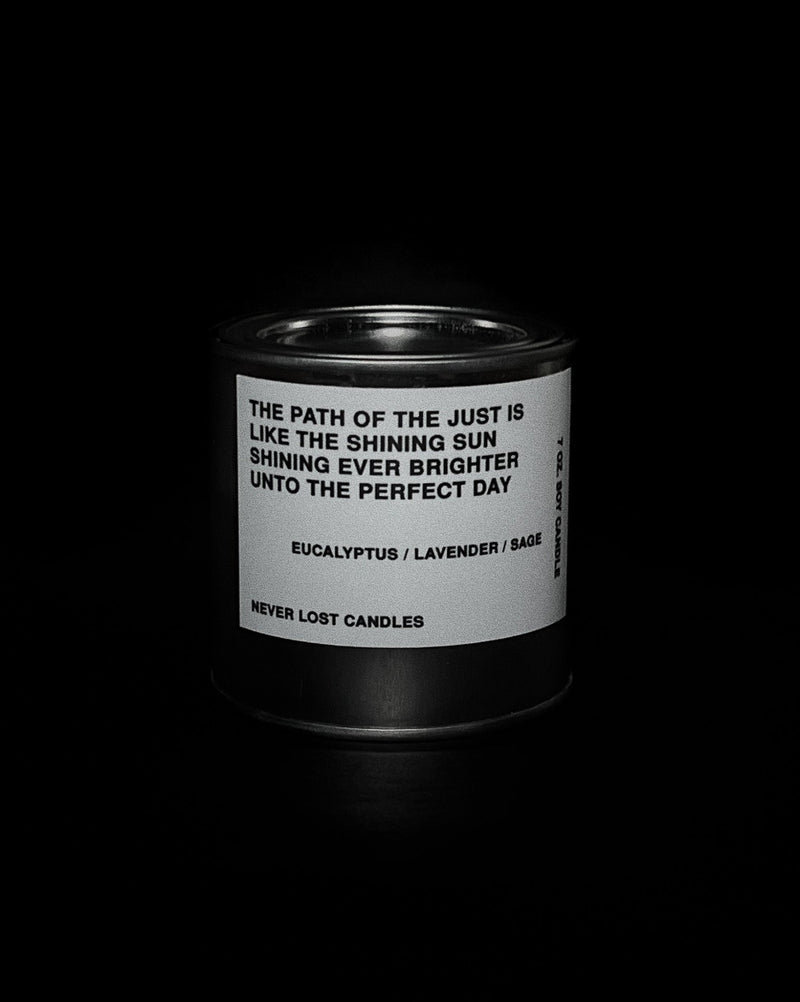 THE PATH OF THE JUST IS
LIKE THE SHINING SUN
SHINING EVER BRIGHTER
UNTO THE PERFECT DAY
EUCALYPTUS / LAVENDER / SAGE
NEVER LOST CANDLES
7 OZ. SOY CANDLE